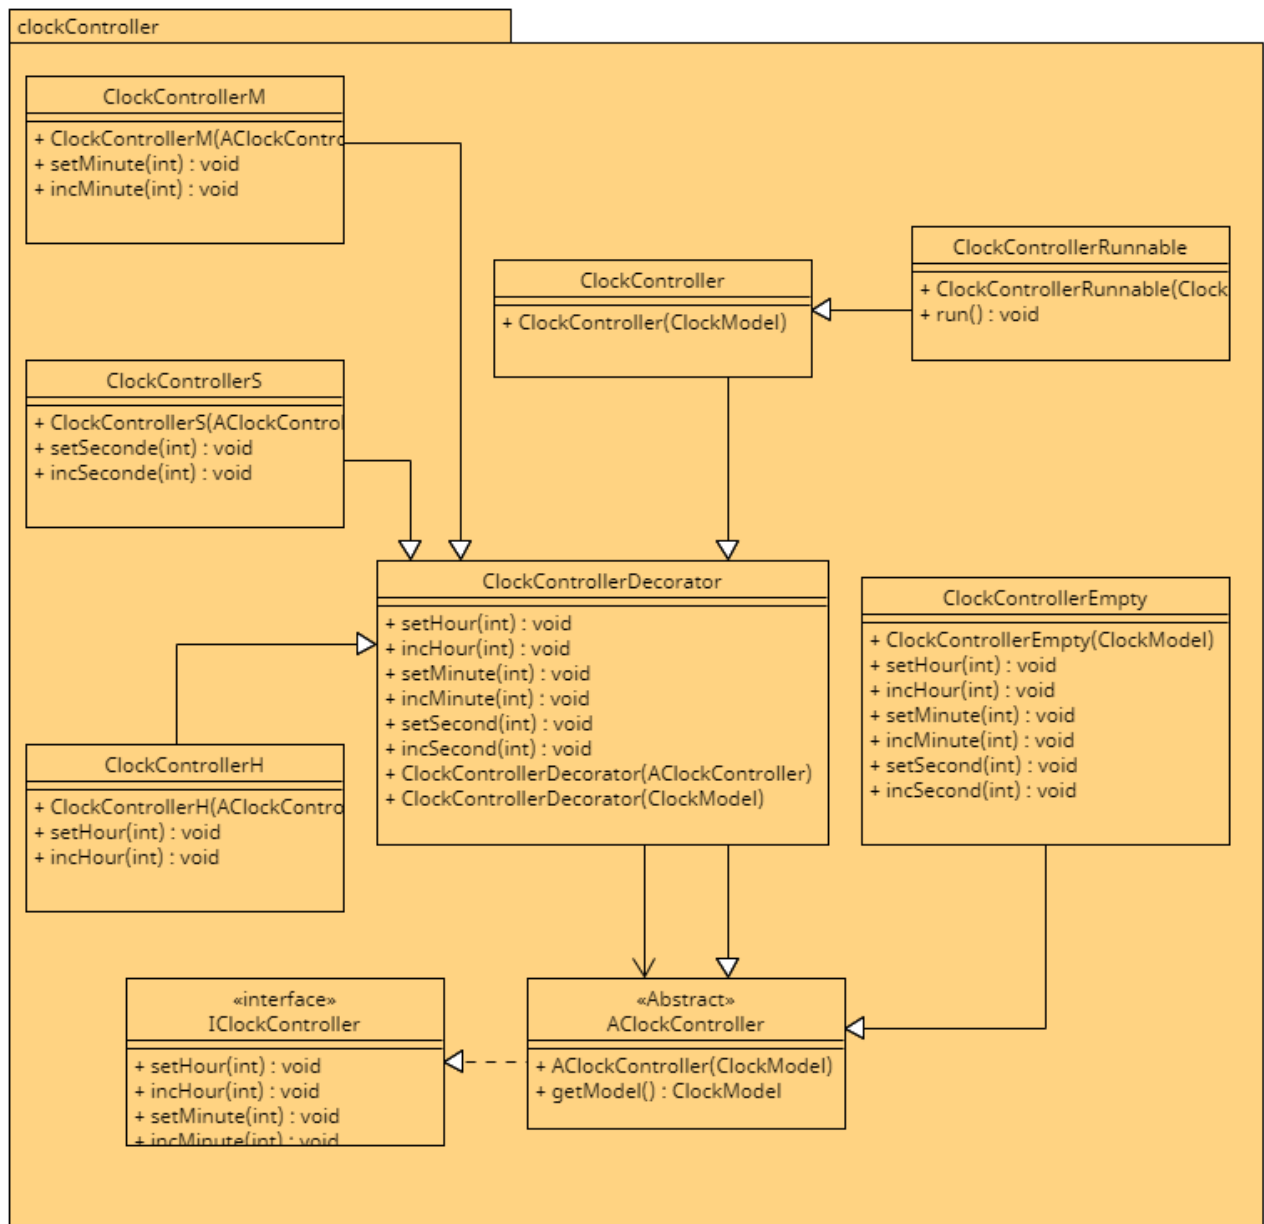 clockController
ClockControllerM
+ ClockControllerM(AClockContro
+ setMinute(int) : void
+ incMinute(int) : void
ClockControllerRunnable
+ ClockControllerRunnable(Clock
+ run() : void
ClockController
+ ClockController(ClockModel)
ClockControllerS
+ ClockControllerS(AClockControl
+ setSeconde(int) : void
+ incSeconde(int) : void
ClockControllerDecorator
+ setHour(int) : void
+ incHour(int) : void
+ setMinute(int) : void
+ incMinute(int) : void
+ setSecond(int) : void
+ incSecond(int) : void
+ ClockControllerDecorator(AClockController)
+ ClockControllerDecorator(ClockModel)
ClockControllerEmpty
+ ClockControllerEmpty(ClockModel)
+ setHour(int) : void
+ incHour(int) : void
+ setMinute(int) : void
+ incMinute(int) : void
+ setSecond(int) : void
+ incSecond(int) : void
ClockControllerH
+ ClockControllerH(AClockContro
+ setHour(int) : void
+ incHour(int) : void
«interface»
IClockController
+ setHour(int) : void
+ incHour(int) : void
+ setMinute(int) : void
+ incMinute(int) : void
«Abstract»
AClockController
+ AClockController(ClockModel)
+ getModel() : ClockModel